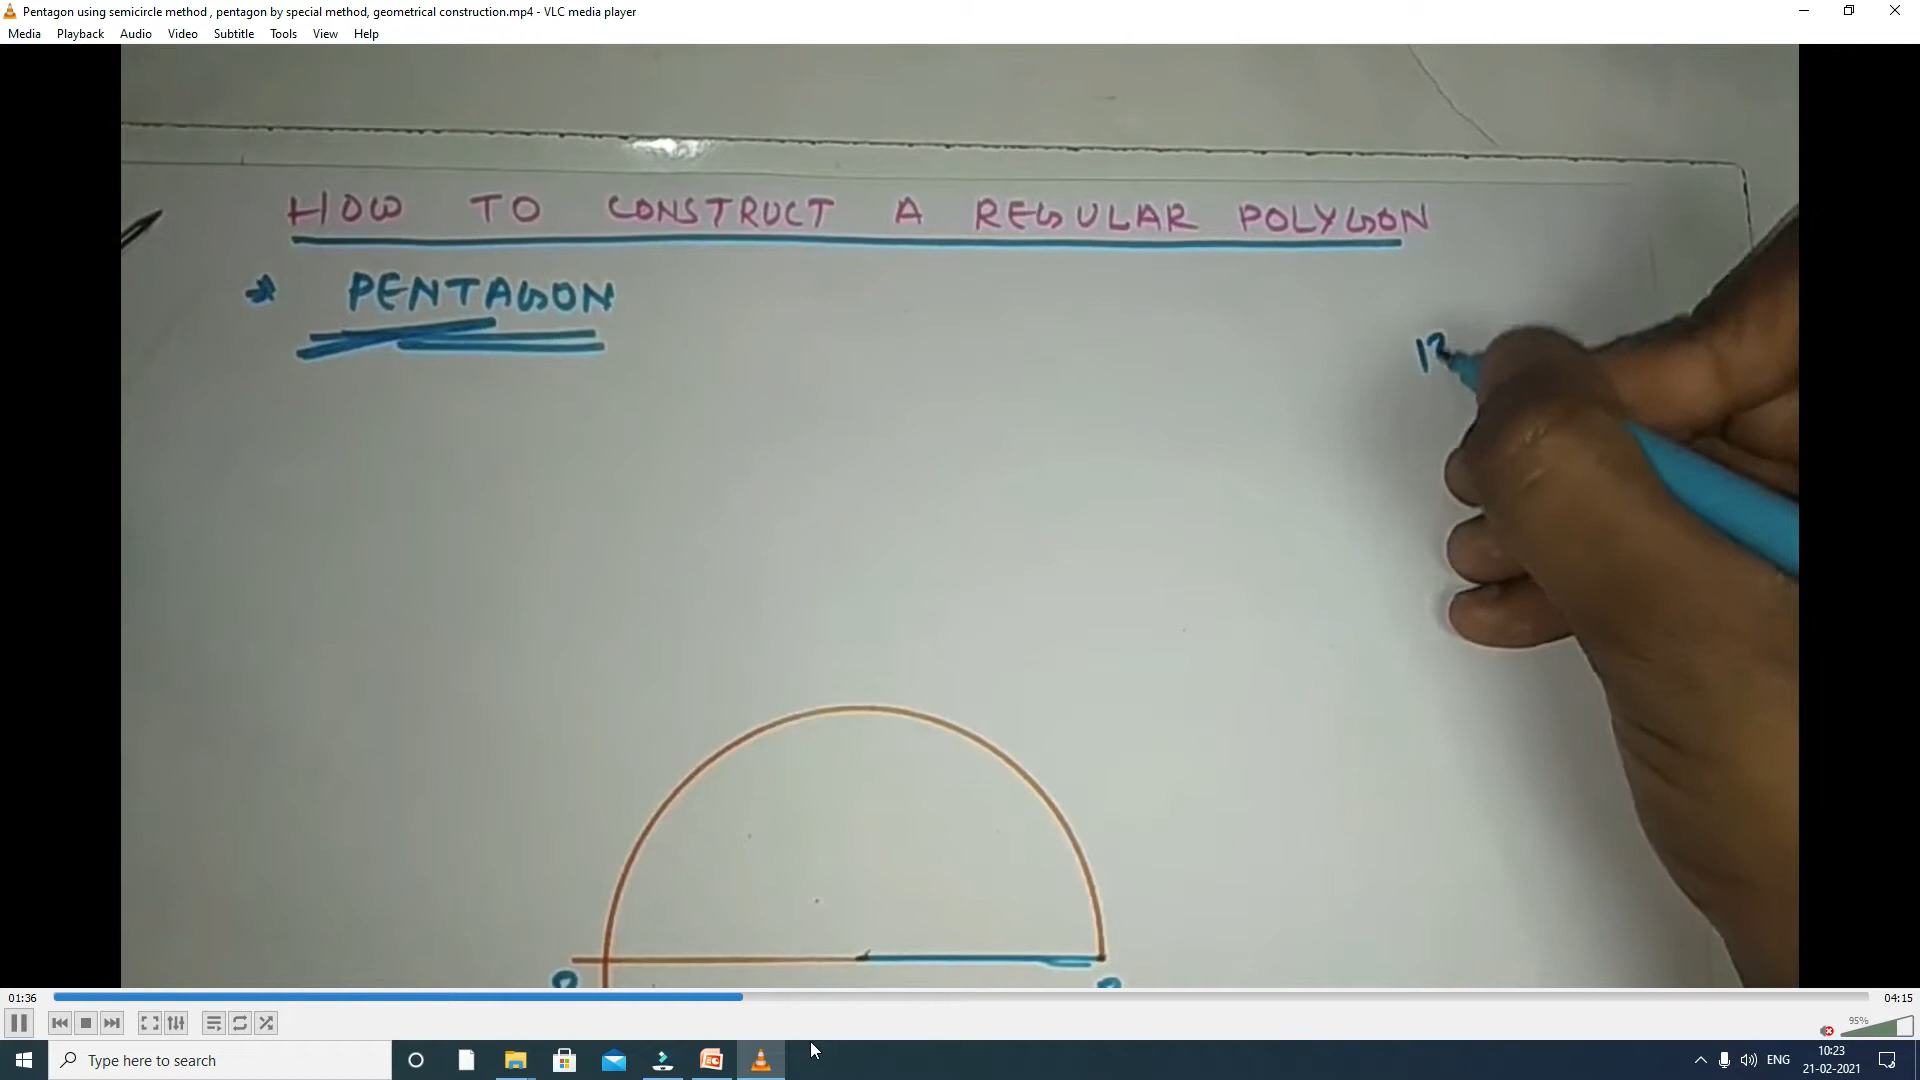 Pentagon using semicircle method , pentagon by special method, geometrical construction.mp4 - VLC media player
Media Playback Audio Video Subtitle Tools View Help
HOW TO CONSTRUCT A REGULAR POLYGON
* PENTAGON
01:36
04:15
95%
Type here to search
ENG
10:23
21-02-2021